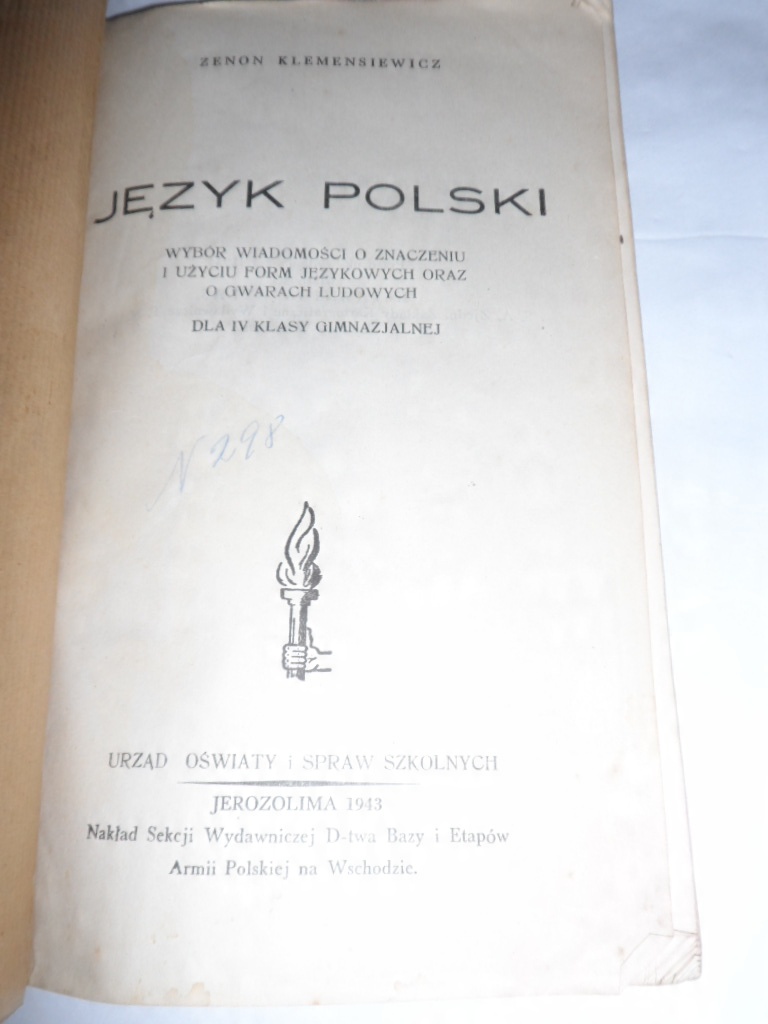 ZENON KLEMENSIEWICZ
JĘZYK POLSKI
WYBÓR WIADOMOŚCI O ZNACZENIU
I UŻYCIU FORM JĘZYKOWYCH ORAZ
O GWARACH LUDOWYCH
DLA IV KLASY GIMNAZJALNEJ
N 298
URZĄD OŚWIATY i SPRAW SZKOLNYCH
JEROZOLIMA 1943
Nakład Sekcji Wydawniczej D-twa Bazy i Etapów
Armii Polskiej na Wschodzie.